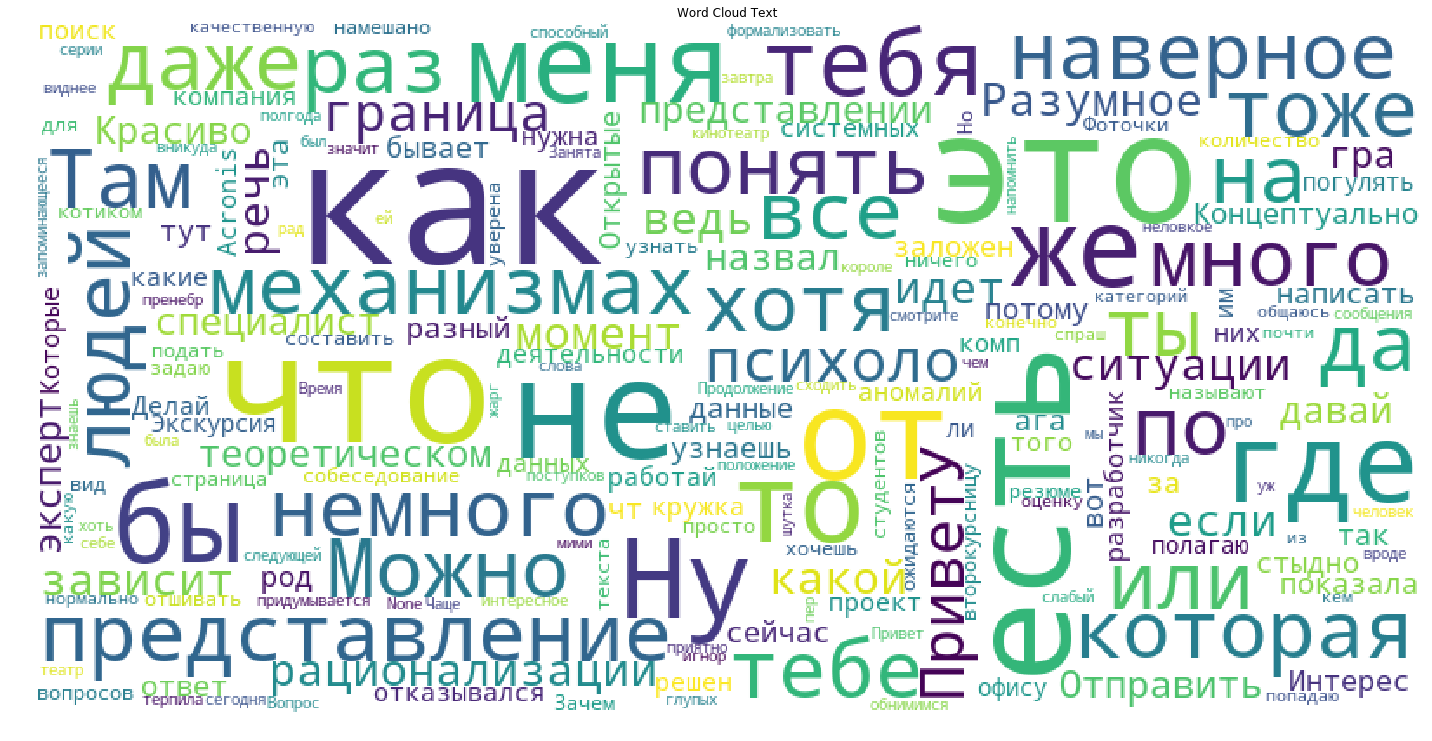 Word Cloud Text
поиск
качественную
намешано
способный
формализовать
серии
даже
раз
меня
тебя
завтра
наверное
виднее
компания
полгода
граница
представлении
Разумное
тоже
для
Красиво
вникуда
был
значит
бывает
нужна
Занята
Открытые
кинотеатр
системных
Но
Фоточки
количество
гра
запоминающееся
Там
Acronis
речь
эта
как
понять
это
напомнить
на
погулять
котиком
тут
рад
ей
уверена
ведь
все
Концептуально
неловкое
же
много
людей
какие
узнать
назвал
короле
заложен
ничего
пренебр
механизмах
хотя
идет
смотрите
потому
категорий
им
написать
общаюсь
сообщения
эксперт
Которые
специалист
составить
разный
момент
конечно
спраш
ты
них
почти
да
подать
задаю
деятельности
слова
психоло
комп
чем
ситуации
знаешь
Делай
Экскурсия
что
Время
жарг
не
Продолжение
сходить
аномалий
данные
ставить
целью
от
есть
называют
давай
была
теоретическом
данных
узнаешь
ли
ага
того
мы
разработчик
по
про
где
вид
страница
собеседование
поступков
работай
положение
студентов
никогда
какую
хоть
себе
бы
немного
чт
кружка
то
ожидаются
Привету
второкурсницу
резюме
оценку
вот
за
уж
человек
следующей
мими
просто
шутка
если
из
так
зависит
род
Можно
текста
Ну
хочешь
какой
полагаю
стыдно
вроде
нормально
отшивать
придумывается
None
Чаще
интересное
пер
проект
слабый
или
показала
кем
представление
приятно
сейчас
Привет
которая
театр
рационализации
игнор
тебе
вопросов
ответ
отказывался
решен
офису
Отправить
Интерес
терпила
сегодня
Вопрос
Зачем
глупых
обнимимся
попадаю